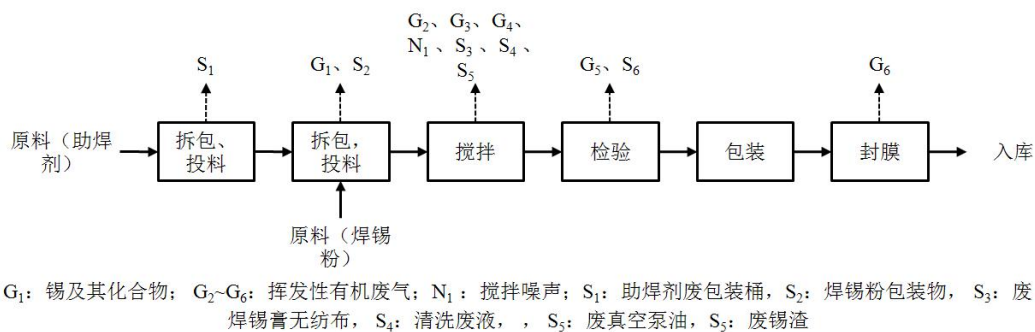 G₂、G₃、G₄、
N₁、S₃、S₄、
S₅
S₁
G₁、S₂
G₅、S₆
G₆
原料（助焊
剂）
拆包、
投料
拆包，
投料
搅拌
检验
包装
封膜
入库
原料（焊锡
粉）
G₁：锡及其化合物； G₂~G₆：挥发性有机废气；N₁：搅拌噪声；S₁：助焊剂废包装桶，S₂：焊锡粉包装物， S₃：废
焊锡膏无纺布，S₄：清洗废液，，S₅：废真空泵油，S₅：废锡渣